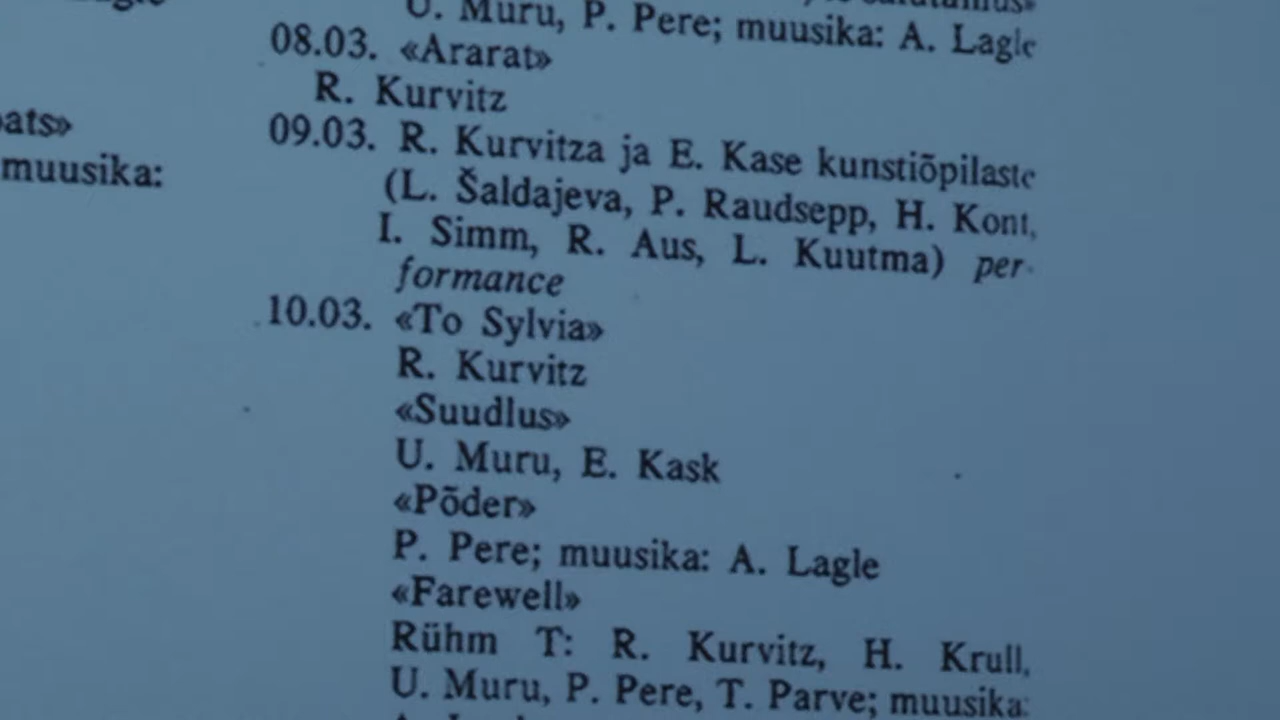 U. Muru, P. Pere; muusika: A. Lagle
08.03. «Ararat»
R. Kurvitz
09.03. R. Kurvitza ja E. Kase kunstiõpilaste
(L. Šaldajeva, P. Raudsepp, H. Kont,
I. Simm, R. Aus, L. Kuutma) per-
formance
10.03. «To Sylvia»
R. Kurvitz
«Suudlus»
U. Muru, E. Kask
«Põder»
P. Pere; muusika: A. Lagle
«Farewell»
Rühm T: R. Kurvitz, H. Krull,
U. Muru, P. Pere, T. Parve; muusika:
muusika: